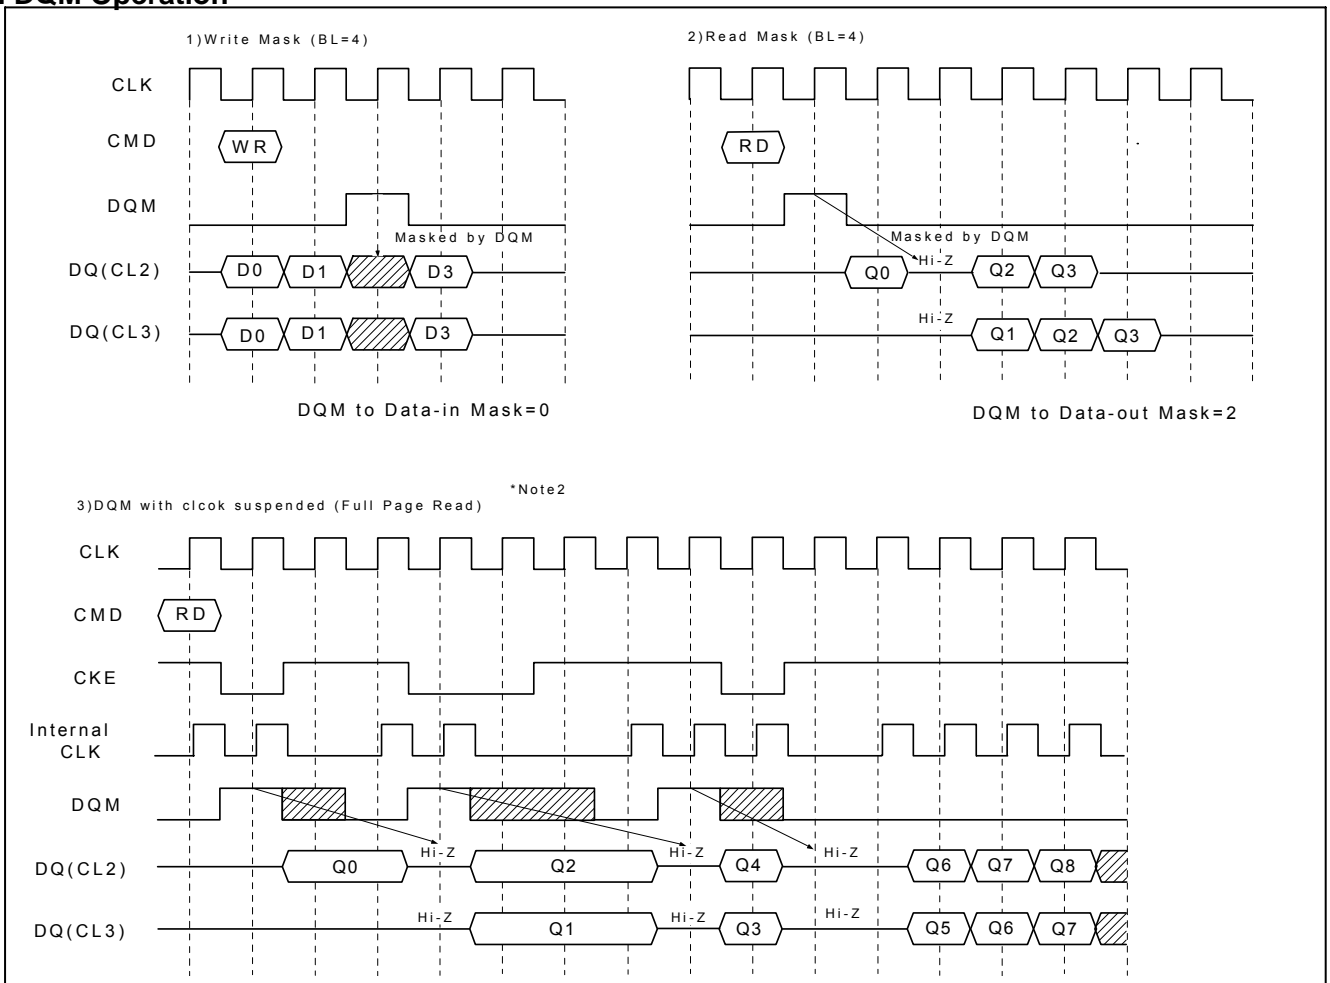 DQM Operation
1)Write Mask (BL=4)
2)Read Mask (BL=4)
CLK
CMD
WR
RD
DQM
Masked by DQM
Masked by DQM
DQ(CL2)
D0
D1
D3
Q0
Hi-Z
Q2
Q3
DQ(CL3)
D0
D1
D3
Hi-Z
Q1
Q2
Q3
DQM to Data-in Mask=0
DQM to Data-out Mask=2
*Note2
3)DQM with clcok suspended (Full Page Read)
CLK
CMD
RD
CKE
Internal
CLK
DQM
DQ(CL2)
Q0
Hi-Z
Q2
Hi-Z
Q4
Hi-Z
Q6
Q7
Q8
DQ(CL3)
Hi-Z
Q1
Hi-Z
Q3
Hi-Z
Q5
Q6
Q7